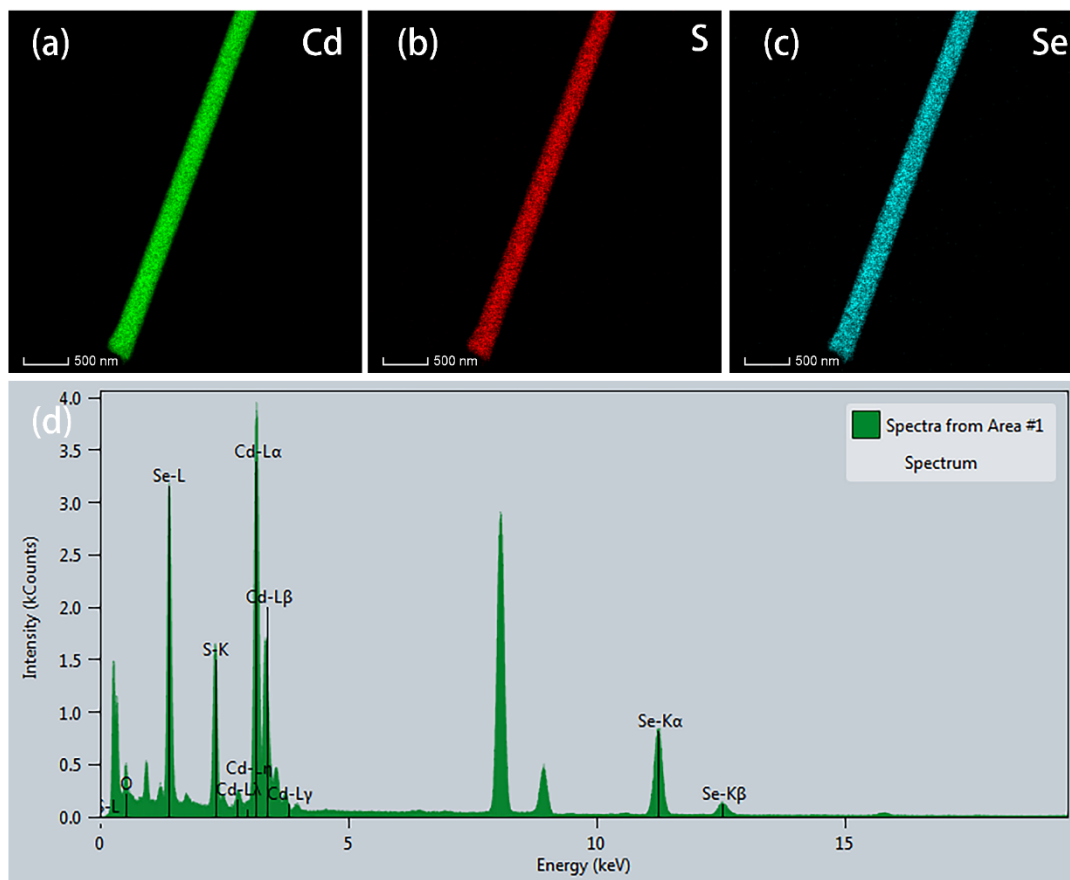 (a) Cd
500 nm
(b) S
500 nm
(c) Se
500 nm
(d)
Spectra from Area #1
Spectrum
Intensity (kCounts)
4.0
3.5
3.0
2.5
2.0
1.5
1.0
0.5
0.0
S-L
O
Se-L
S-K
Cd-Lλ
Cd-Lη
Cd-Lα
Cd-Lβ
Cd-Lγ
Se-Kα
Se-Kβ
0 5 10 15
Energy (keV)